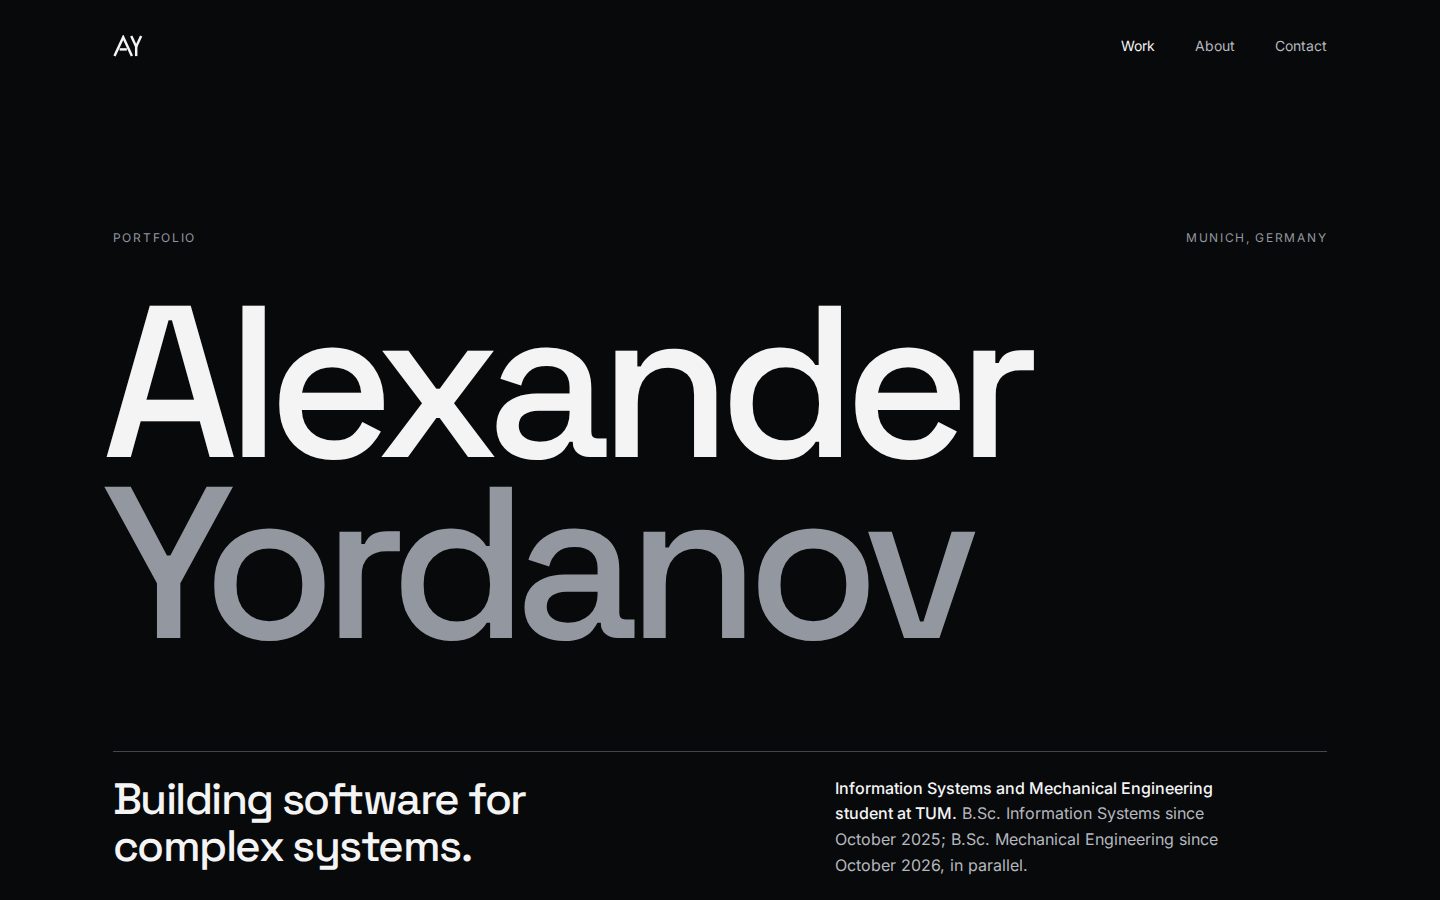 AY
Work About Contact
PORTFOLIO
MUNICH, GERMANY
Alexander
Yordanov
Building software for
complex systems.
Information Systems and Mechanical Engineering
student at TUM. B.Sc. Information Systems since
October 2025; B.Sc. Mechanical Engineering since
October 2026, in parallel.